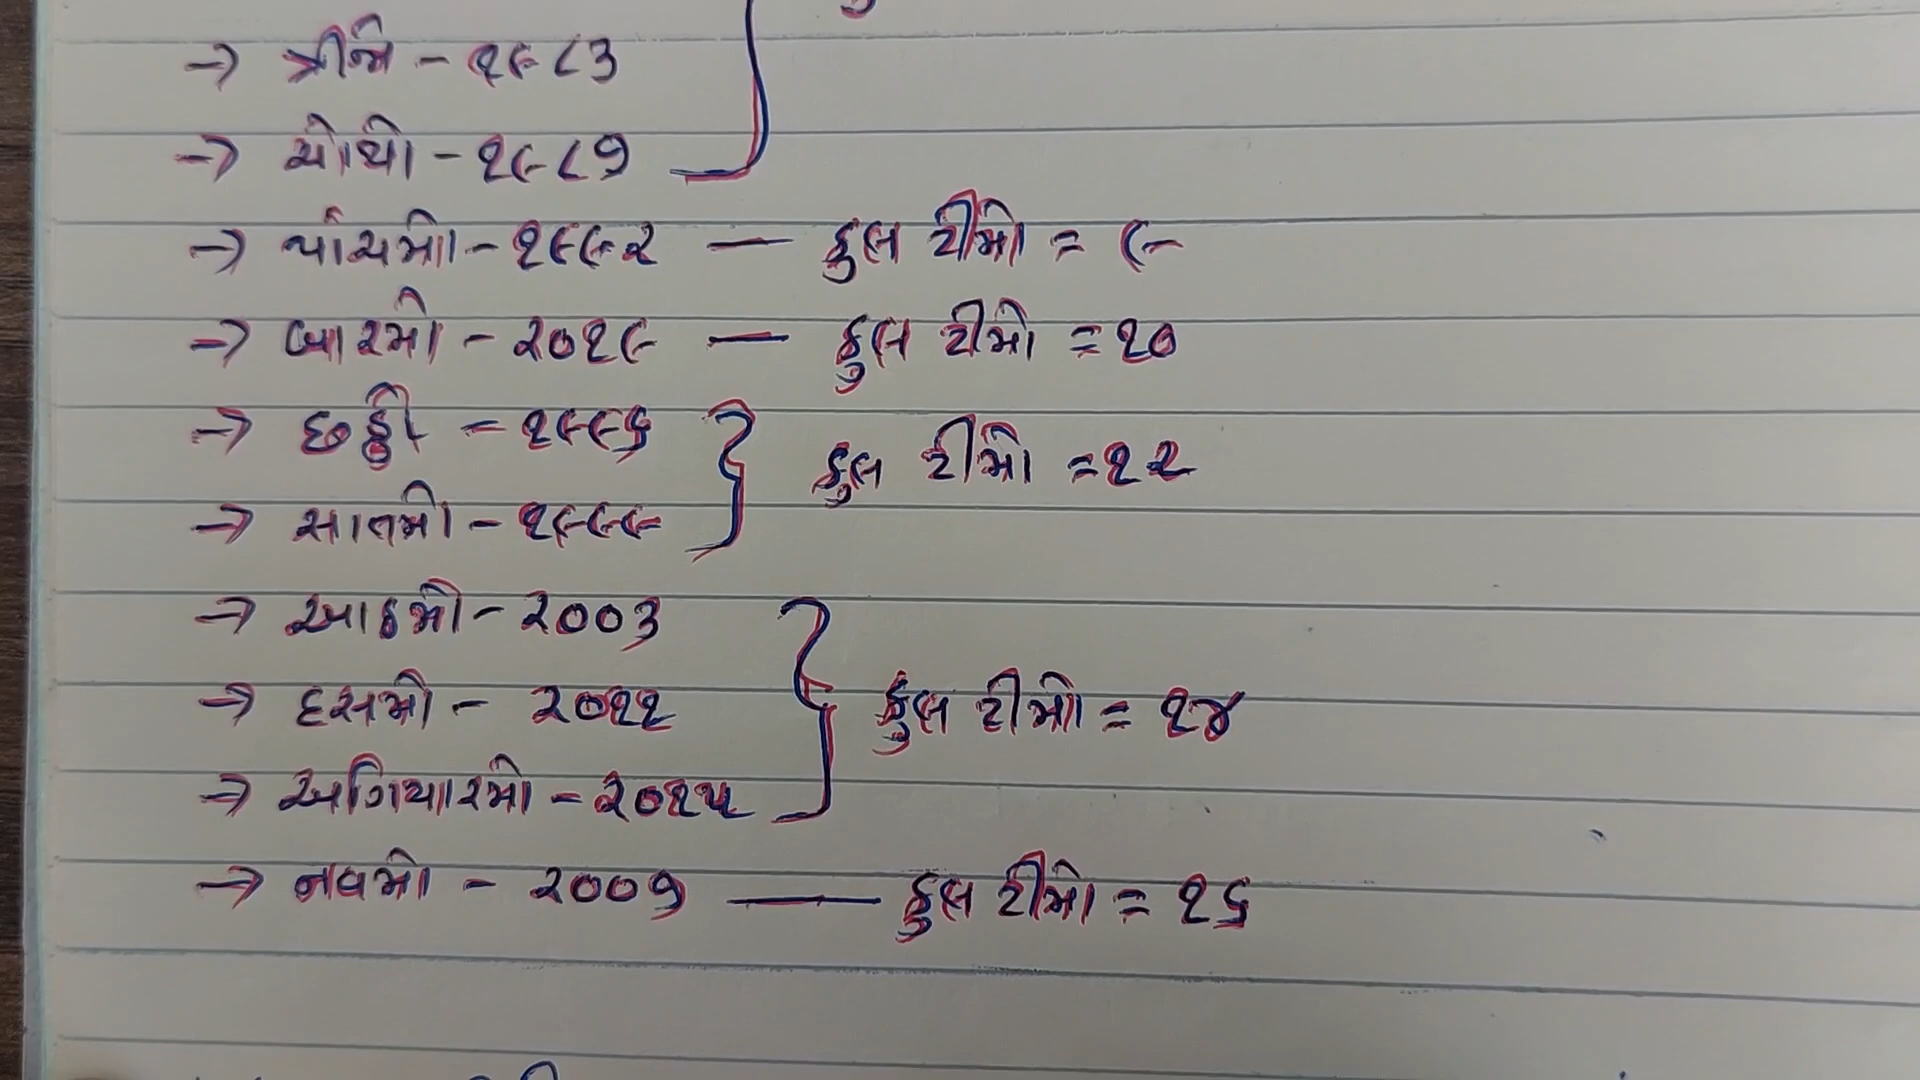 → ત્રીજો - ૧૯૮૩
→ ચોથો - ૧૯૮૭
→ પાંચમો - ૧૯૯૨ — કુલ ટીમો = ૯
→ બારમો - ૨૦૧૯ — કુલ ટીમો = ૧૦
→ છઠ્ઠો - ૧૯૯૬
કુલ ટીમો = ૧૨
→ સાતમો - ૧૯૯૯
→ આઠમો - ૨૦૦૩
→ દસમો - ૨૦૧૧
કુલ ટીમો = ૧૪
→ અગિયારમો - ૨૦૧૫
→ નવમો - ૨૦૦૭ — કુલ ટીમો = ૧૬